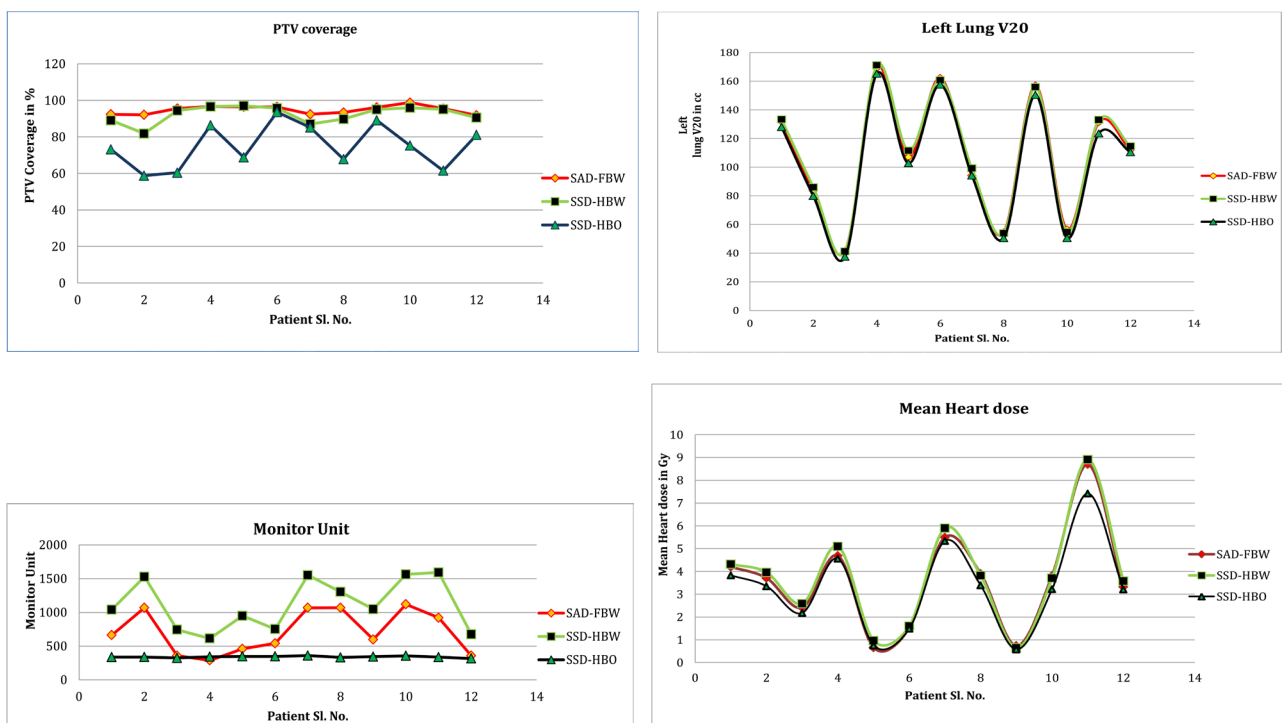 PTV coverage
PTV Coverage in %
120
100
80
60
40
20
0
0 2 4 6 8 10 12 14
Patient Sl. No.
SAD-FBW
SSD-HBW
SSD-HBO
Left Lung V20
Left
lung V20 in cc
180
160
140
120
100
80
60
40
20
0
0 2 4 6 8 10 12 14
Patient Sl. No.
SAD-FBW
SSD-HBW
SSD-HBO
Monitor Unit
Monitor Unit
2000
1500
1000
500
0
0 2 4 6 8 10 12 14
Patient Sl. No.
SAD-FBW
SSD-HBW
SSD-HBO
Mean Heart dose
Mean Heart dose in Gy
10
9
8
7
6
5
4
3
2
1
0
0 2 4 6 8 10 12 14
Patient Sl. No.
SAD-FBW
SSD-HBW
SSD-HBO